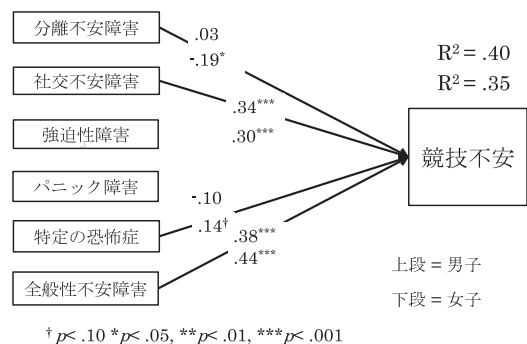 分離不安障害
.03
-.19*
R² = .40
R² = .35
社交不安障害
.34***
.30***
強迫性障害
競技不安
パニック障害
-.10
.14†
特定の恐怖症
.38***
.44***
全般性不安障害
上段 = 男子
下段 = 女子
† p< .10 *p< .05, **p< .01, ***p< .001